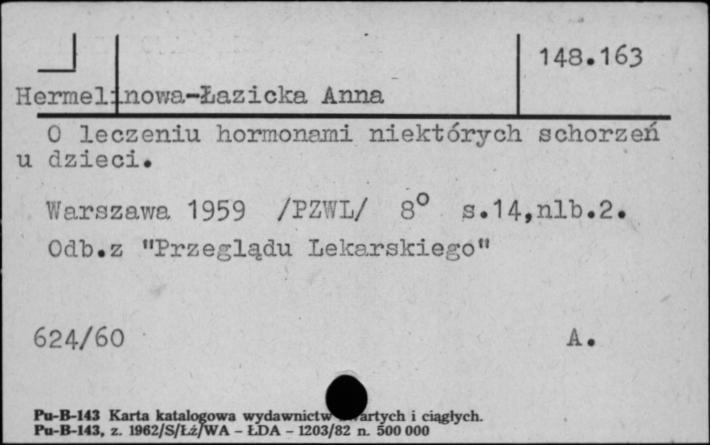 148.163
Hermelinowa-Łazicka Anna
O leczeniu hormonami niektórych schorzeń
u dzieci.
Warszawa 1959 /PZWL/ 8° s.14,nlb.2.
Odb.z "Przeglądu Lekarskiego"
624/60 A.
Pu-B-143 Karta katalogowa wydawnictw zwartych i ciągłych.
Pu-B-143, z. 1962/S/Łż/WA – ŁDA – 1203/82 n. 500 000